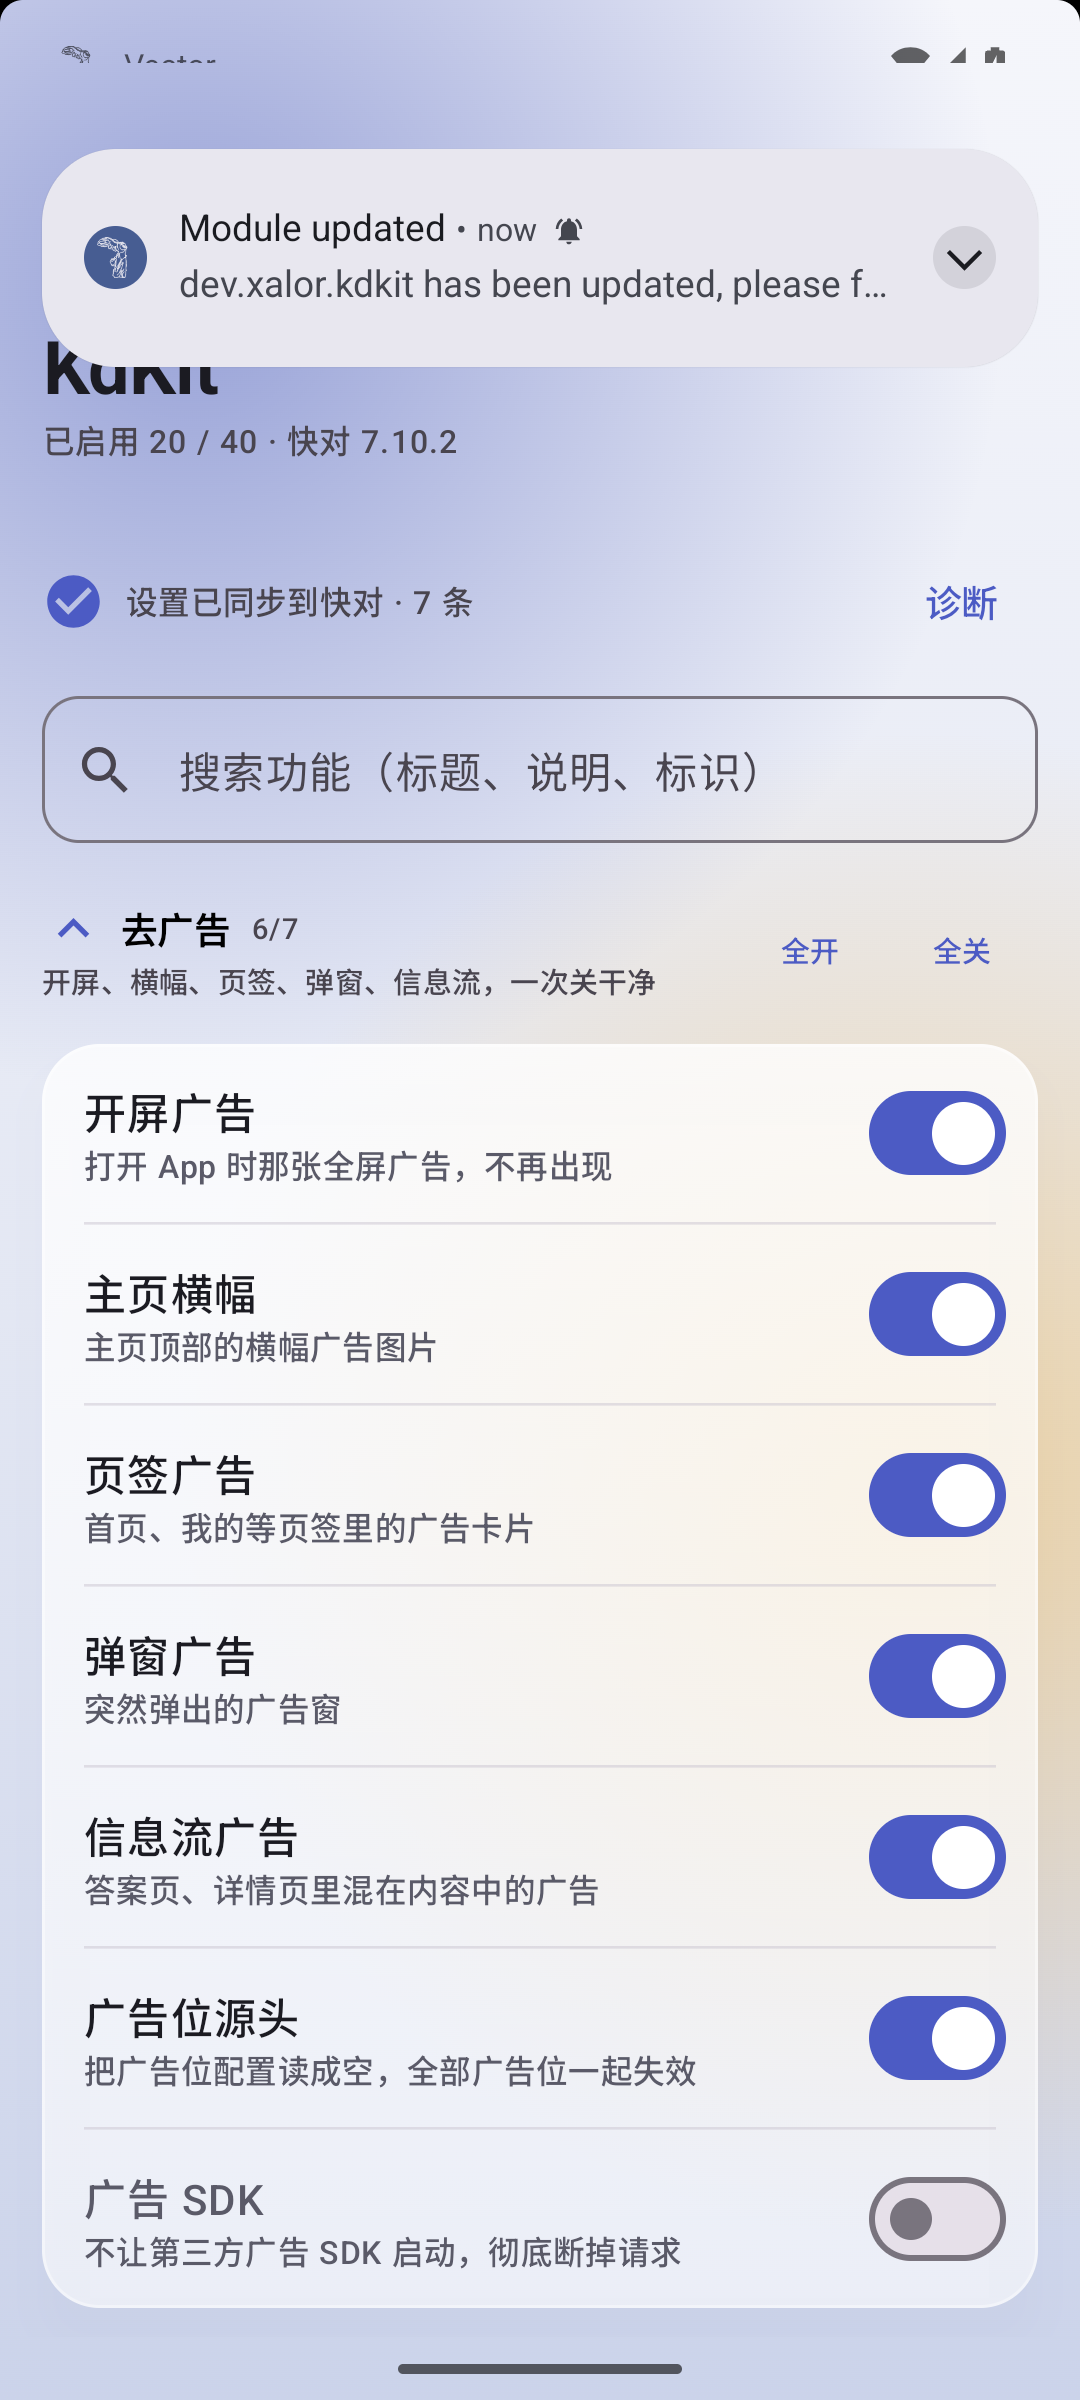 Vector
Module updated • now
dev.xalor.kdkit has been updated, please f…
KdKit
已启用 20 / 40 · 快对 7.10.2
设置已同步到快对 · 7 条
诊断
搜索功能（标题、说明、标识）
去广告 6/7
开屏、横幅、页签、弹窗、信息流，一次关干净
全开
全关
开屏广告
打开 App 时那张全屏广告，不再出现
主页横幅
主页顶部的横幅广告图片
页签广告
首页、我的等页签里的广告卡片
弹窗广告
突然弹出的广告窗
信息流广告
答案页、详情页里混在内容中的广告
广告位源头
把广告位配置读成空，全部广告位一起失效
广告 SDK
不让第三方广告 SDK 启动，彻底断掉请求